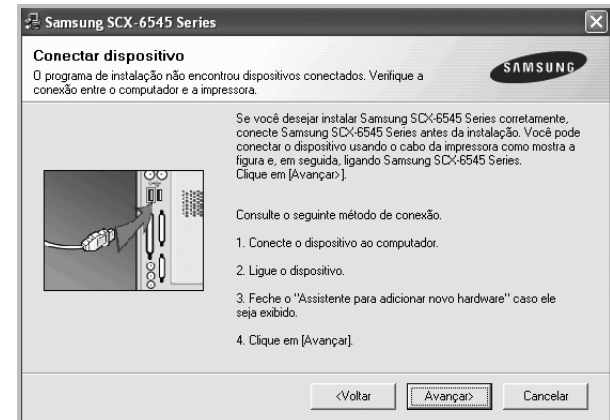 Samsung SCX-6545 Series
Conectar dispositivo
O programa de instalação não encontrou dispositivos conectados. Verifique a
conexão entre o computador e a impressora.
SAMSUNG
Se você desejar instalar Samsung SCX-6545 Series corretamente,
conecte Samsung SCX-6545 Series antes da instalação. Você pode
conectar o dispositivo usando o cabo da impressora como mostra a
figura e, em seguida, ligando Samsung SCX-6545 Series.
Clique em [Avançar>].
Consulte o seguinte método de conexão.
1. Conecte o dispositivo ao computador.
2. Ligue o dispositivo.
3. Feche o "Assistente para adicionar novo hardware" caso ele
seja exibido.
4. Clique em [Avançar].
<Voltar
Avançar>
Cancelar